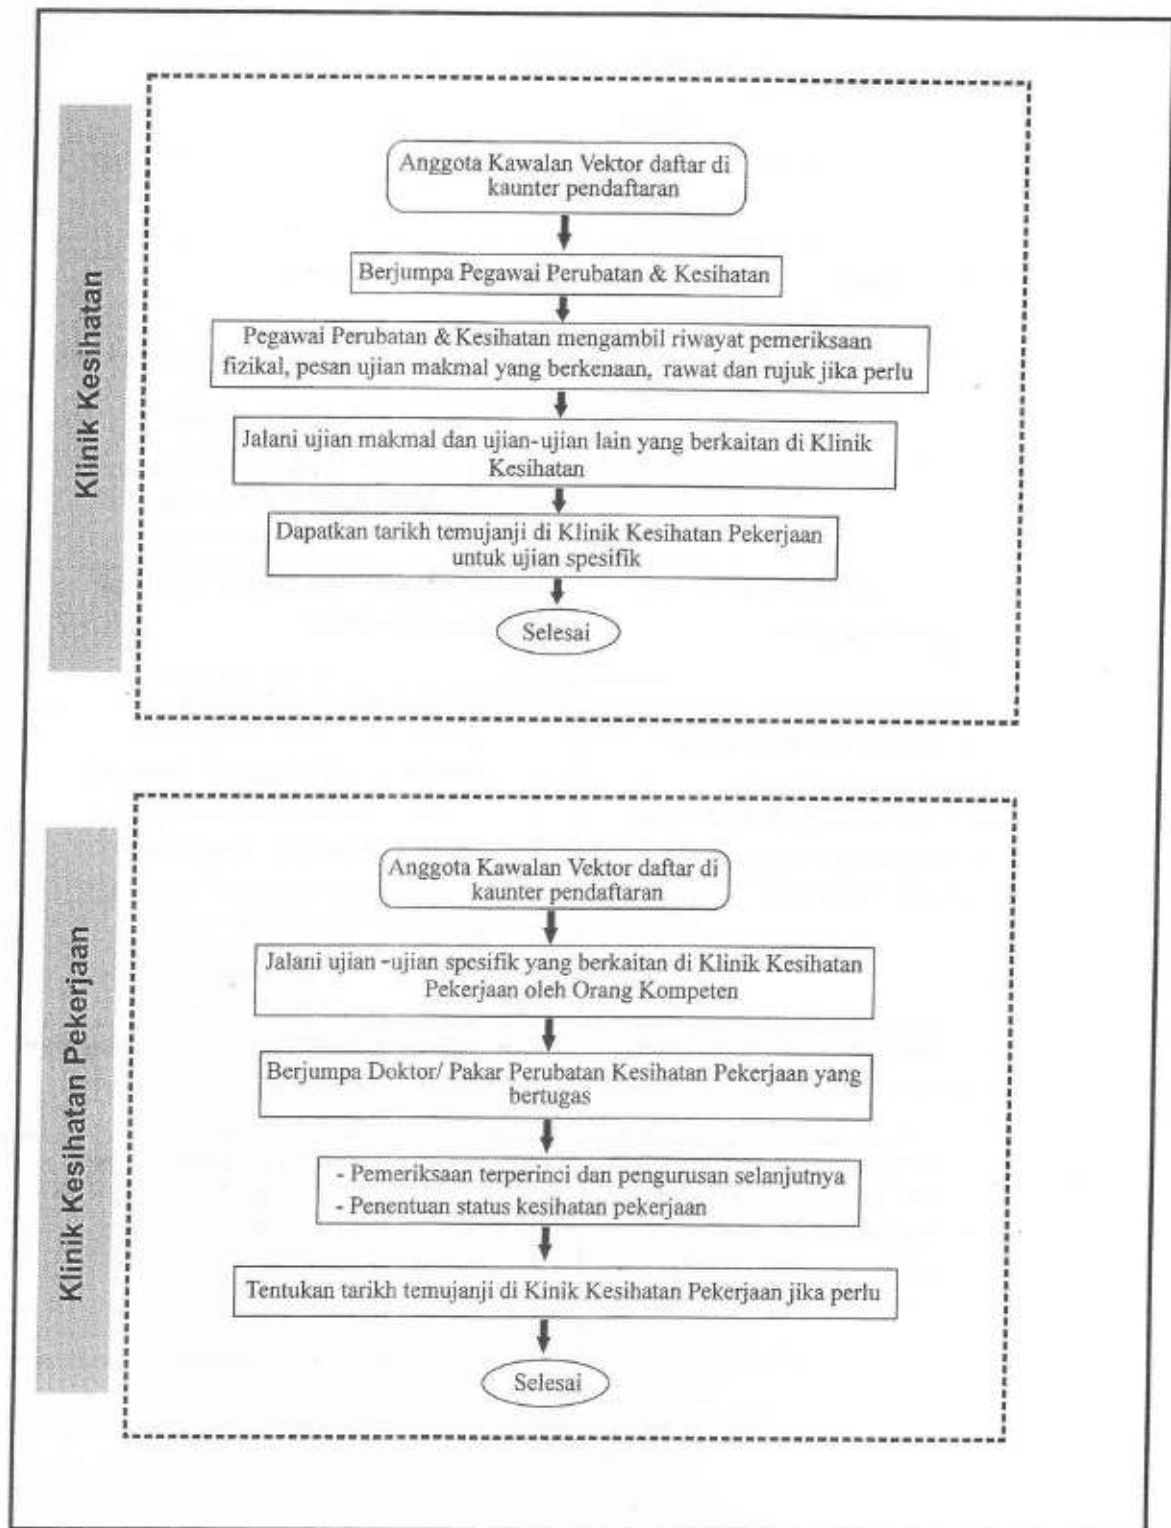 Klinik Kesihatan
Anggota Kawalan Vektor daftar di
kaunter pendaftaran
Berjumpa Pegawai Perubatan & Kesihatan
Pegawai Perubatan & Kesihatan mengambil riwayat pemeriksaan
fizikal, pesan ujian makmal yang berkenaan, rawat dan rujuk jika perlu
Jalani ujian makmal dan ujian-ujian lain yang berkaitan di Klinik
Kesihatan
Dapatkan tarikh temujanji di Klinik Kesihatan Pekerjaan
untuk ujian spesifik
Selesai
Klinik Kesihatan Pekerjaan
Anggota Kawalan Vektor daftar di
kaunter pendaftaran
Jalani ujian -ujian spesifik yang berkaitan di Klinik Kesihatan
Pekerjaan oleh Orang Kompeten
Berjumpa Doktor/ Pakar Perubatan Kesihatan Pekerjaan yang
bertugas
- Pemeriksaan terperinci dan pengurusan selanjutnya
- Penentuan status kesihatan pekerjaan
Tentukan tarikh temujanji di Kinik Kesihatan Pekerjaan jika perlu
Selesai